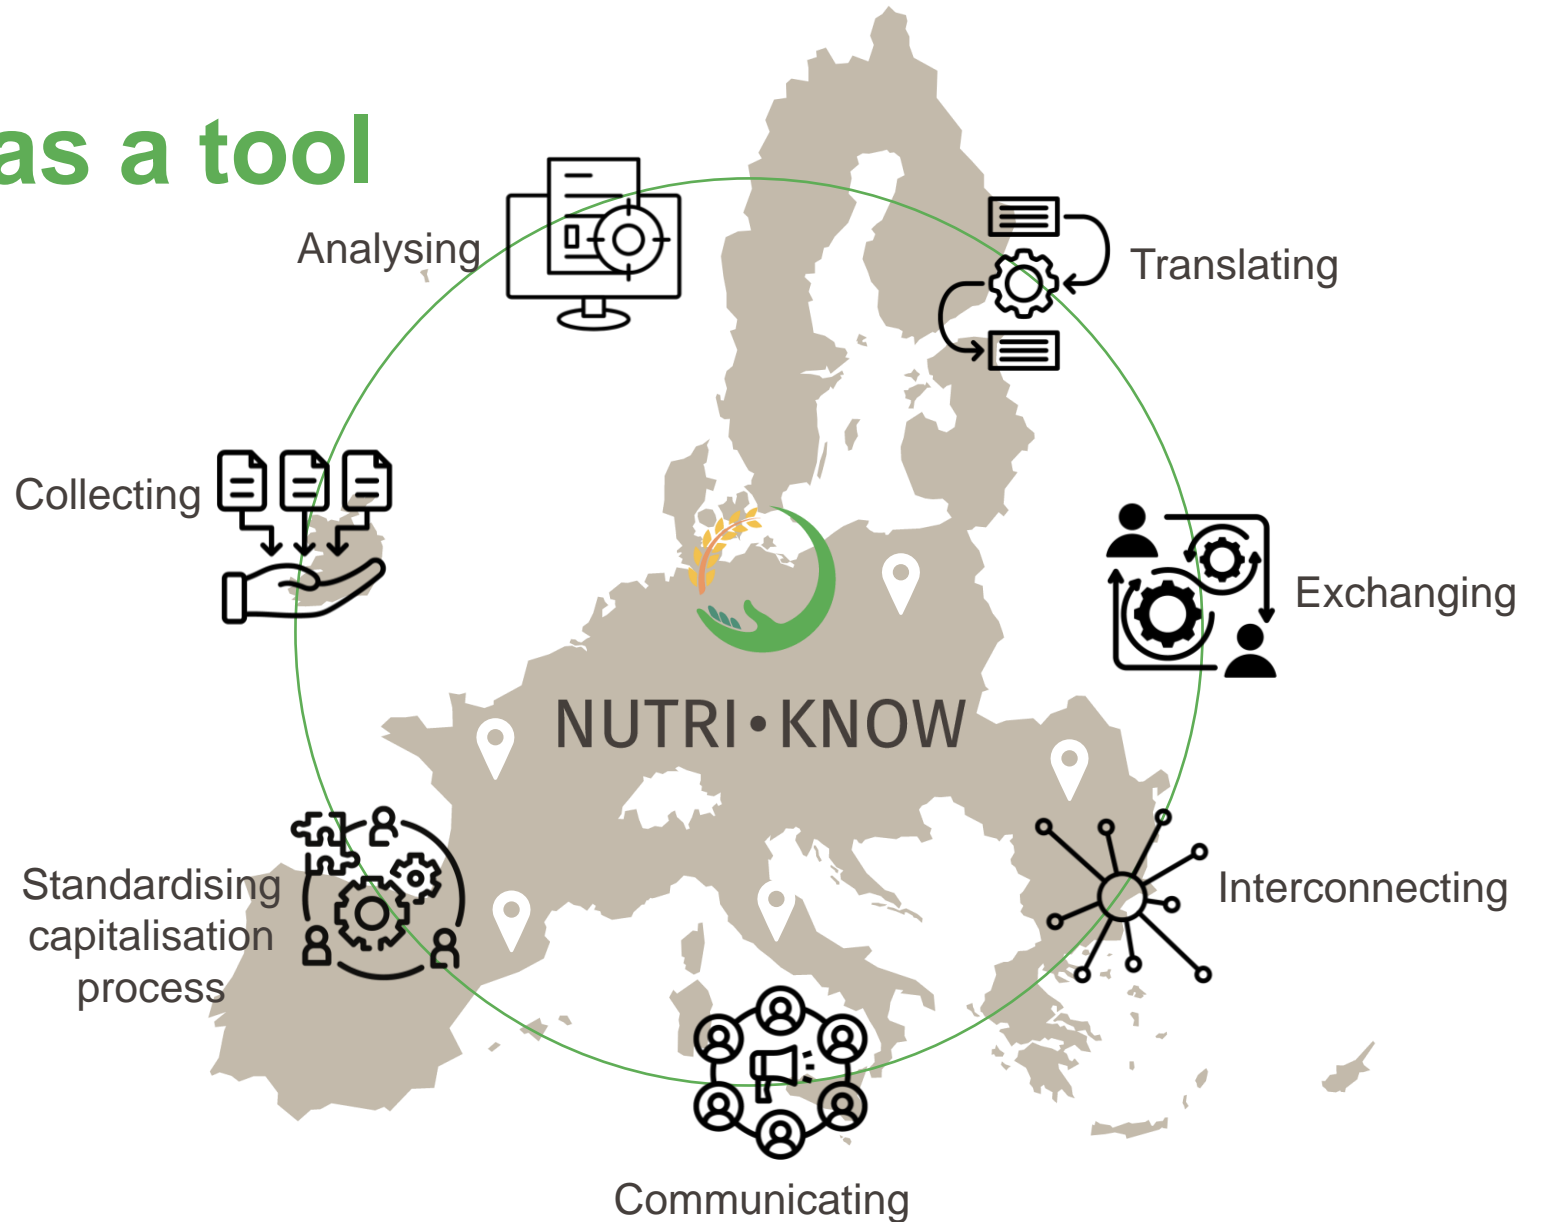 as a tool
Analysing
Translating
Collecting
Exchanging
NUTRI•KNOW
Standardising
capitalisation
process
Interconnecting
Communicating